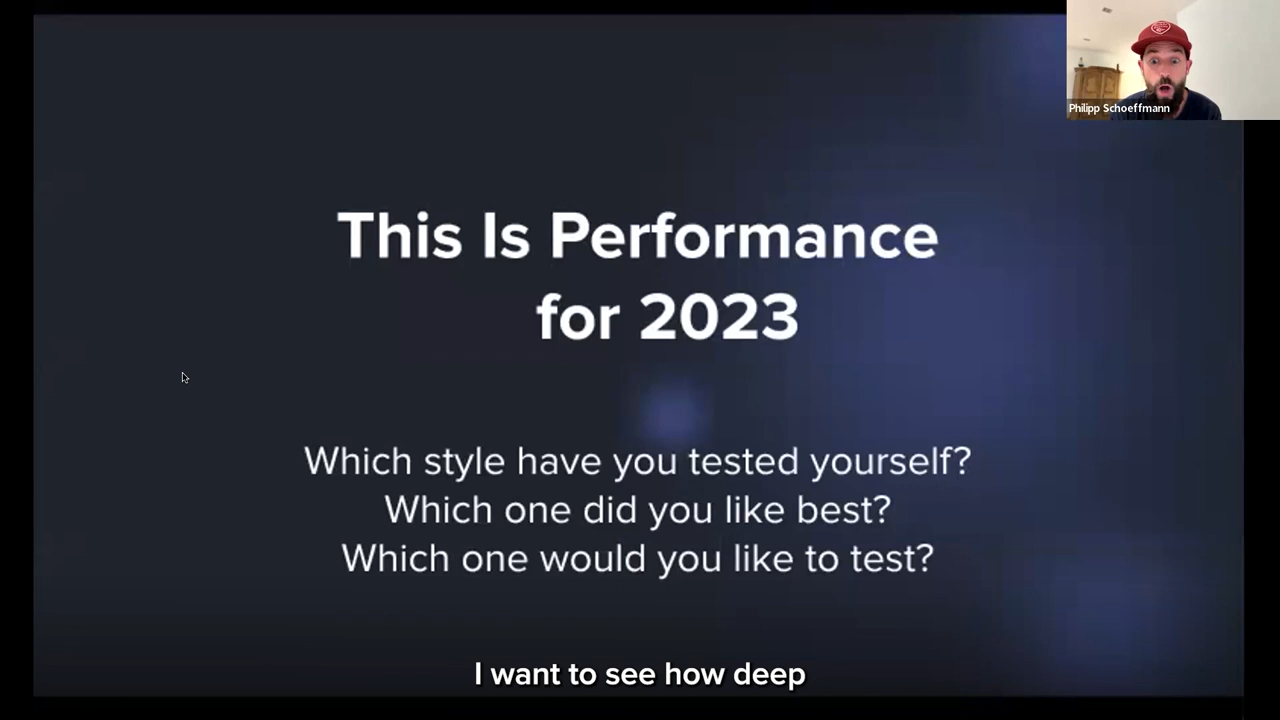 Philipp Schoeffmann
This Is Performance
for 2023
Which style have you tested yourself?
Which one did you like best?
Which one would you like to test?
I want to see how deep